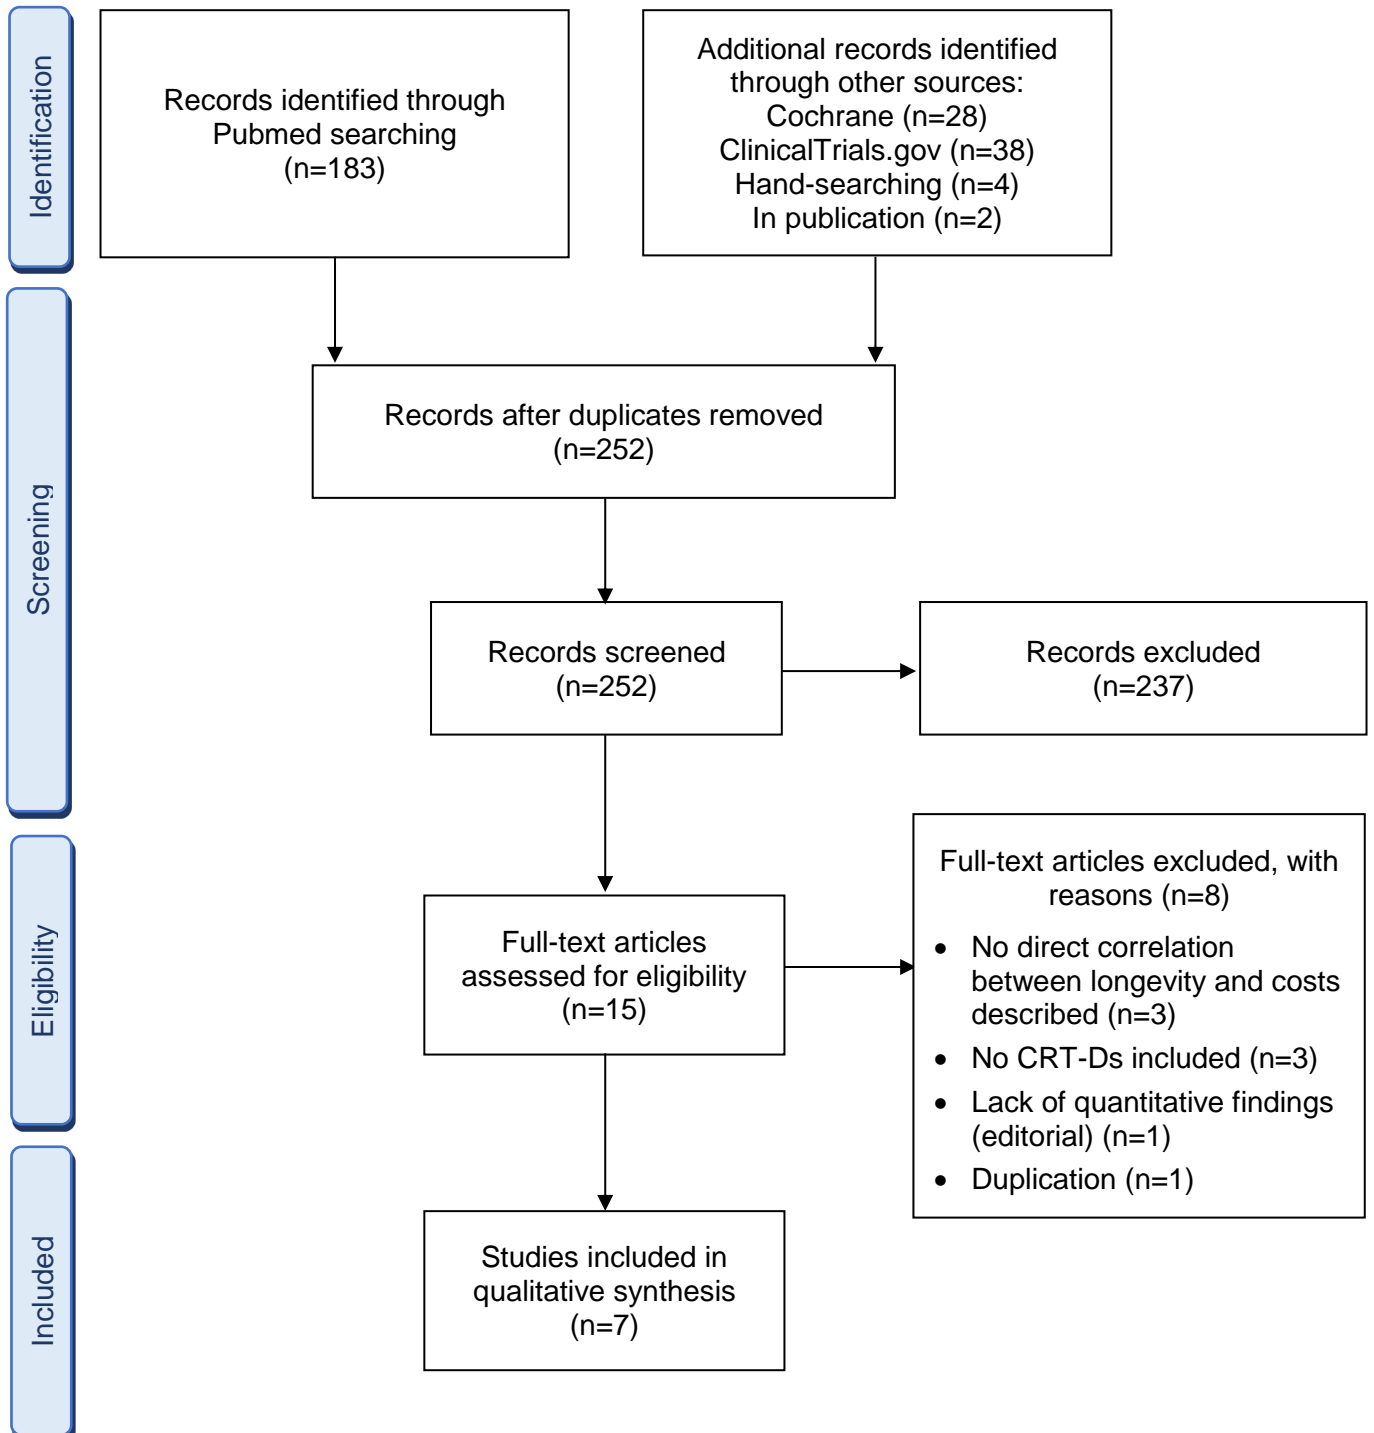 Identification
Records identified through
Pubmed searching
(n=183)
Additional records identified
through other sources:
Cochrane (n=28)
ClinicalTrials.gov (n=38)
Hand-searching (n=4)
In publication (n=2)
Screening
Records after duplicates removed
(n=252)
Records screened
(n=252)
Records excluded
(n=237)
Eligibility
Full-text articles
assessed for eligibility
(n=15)
Full-text articles excluded, with
reasons (n=8)
• No direct correlation
between longevity and costs
described (n=3)
• No CRT-Ds included (n=3)
• Lack of quantitative findings
(editorial) (n=1)
• Duplication (n=1)
Included
Studies included in
qualitative synthesis
(n=7)